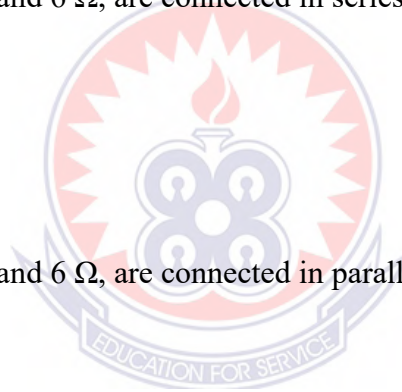 and 6 Ω, are connected in series
and 6 Ω, are connected in parall
EDUCATION FOR SERVICE